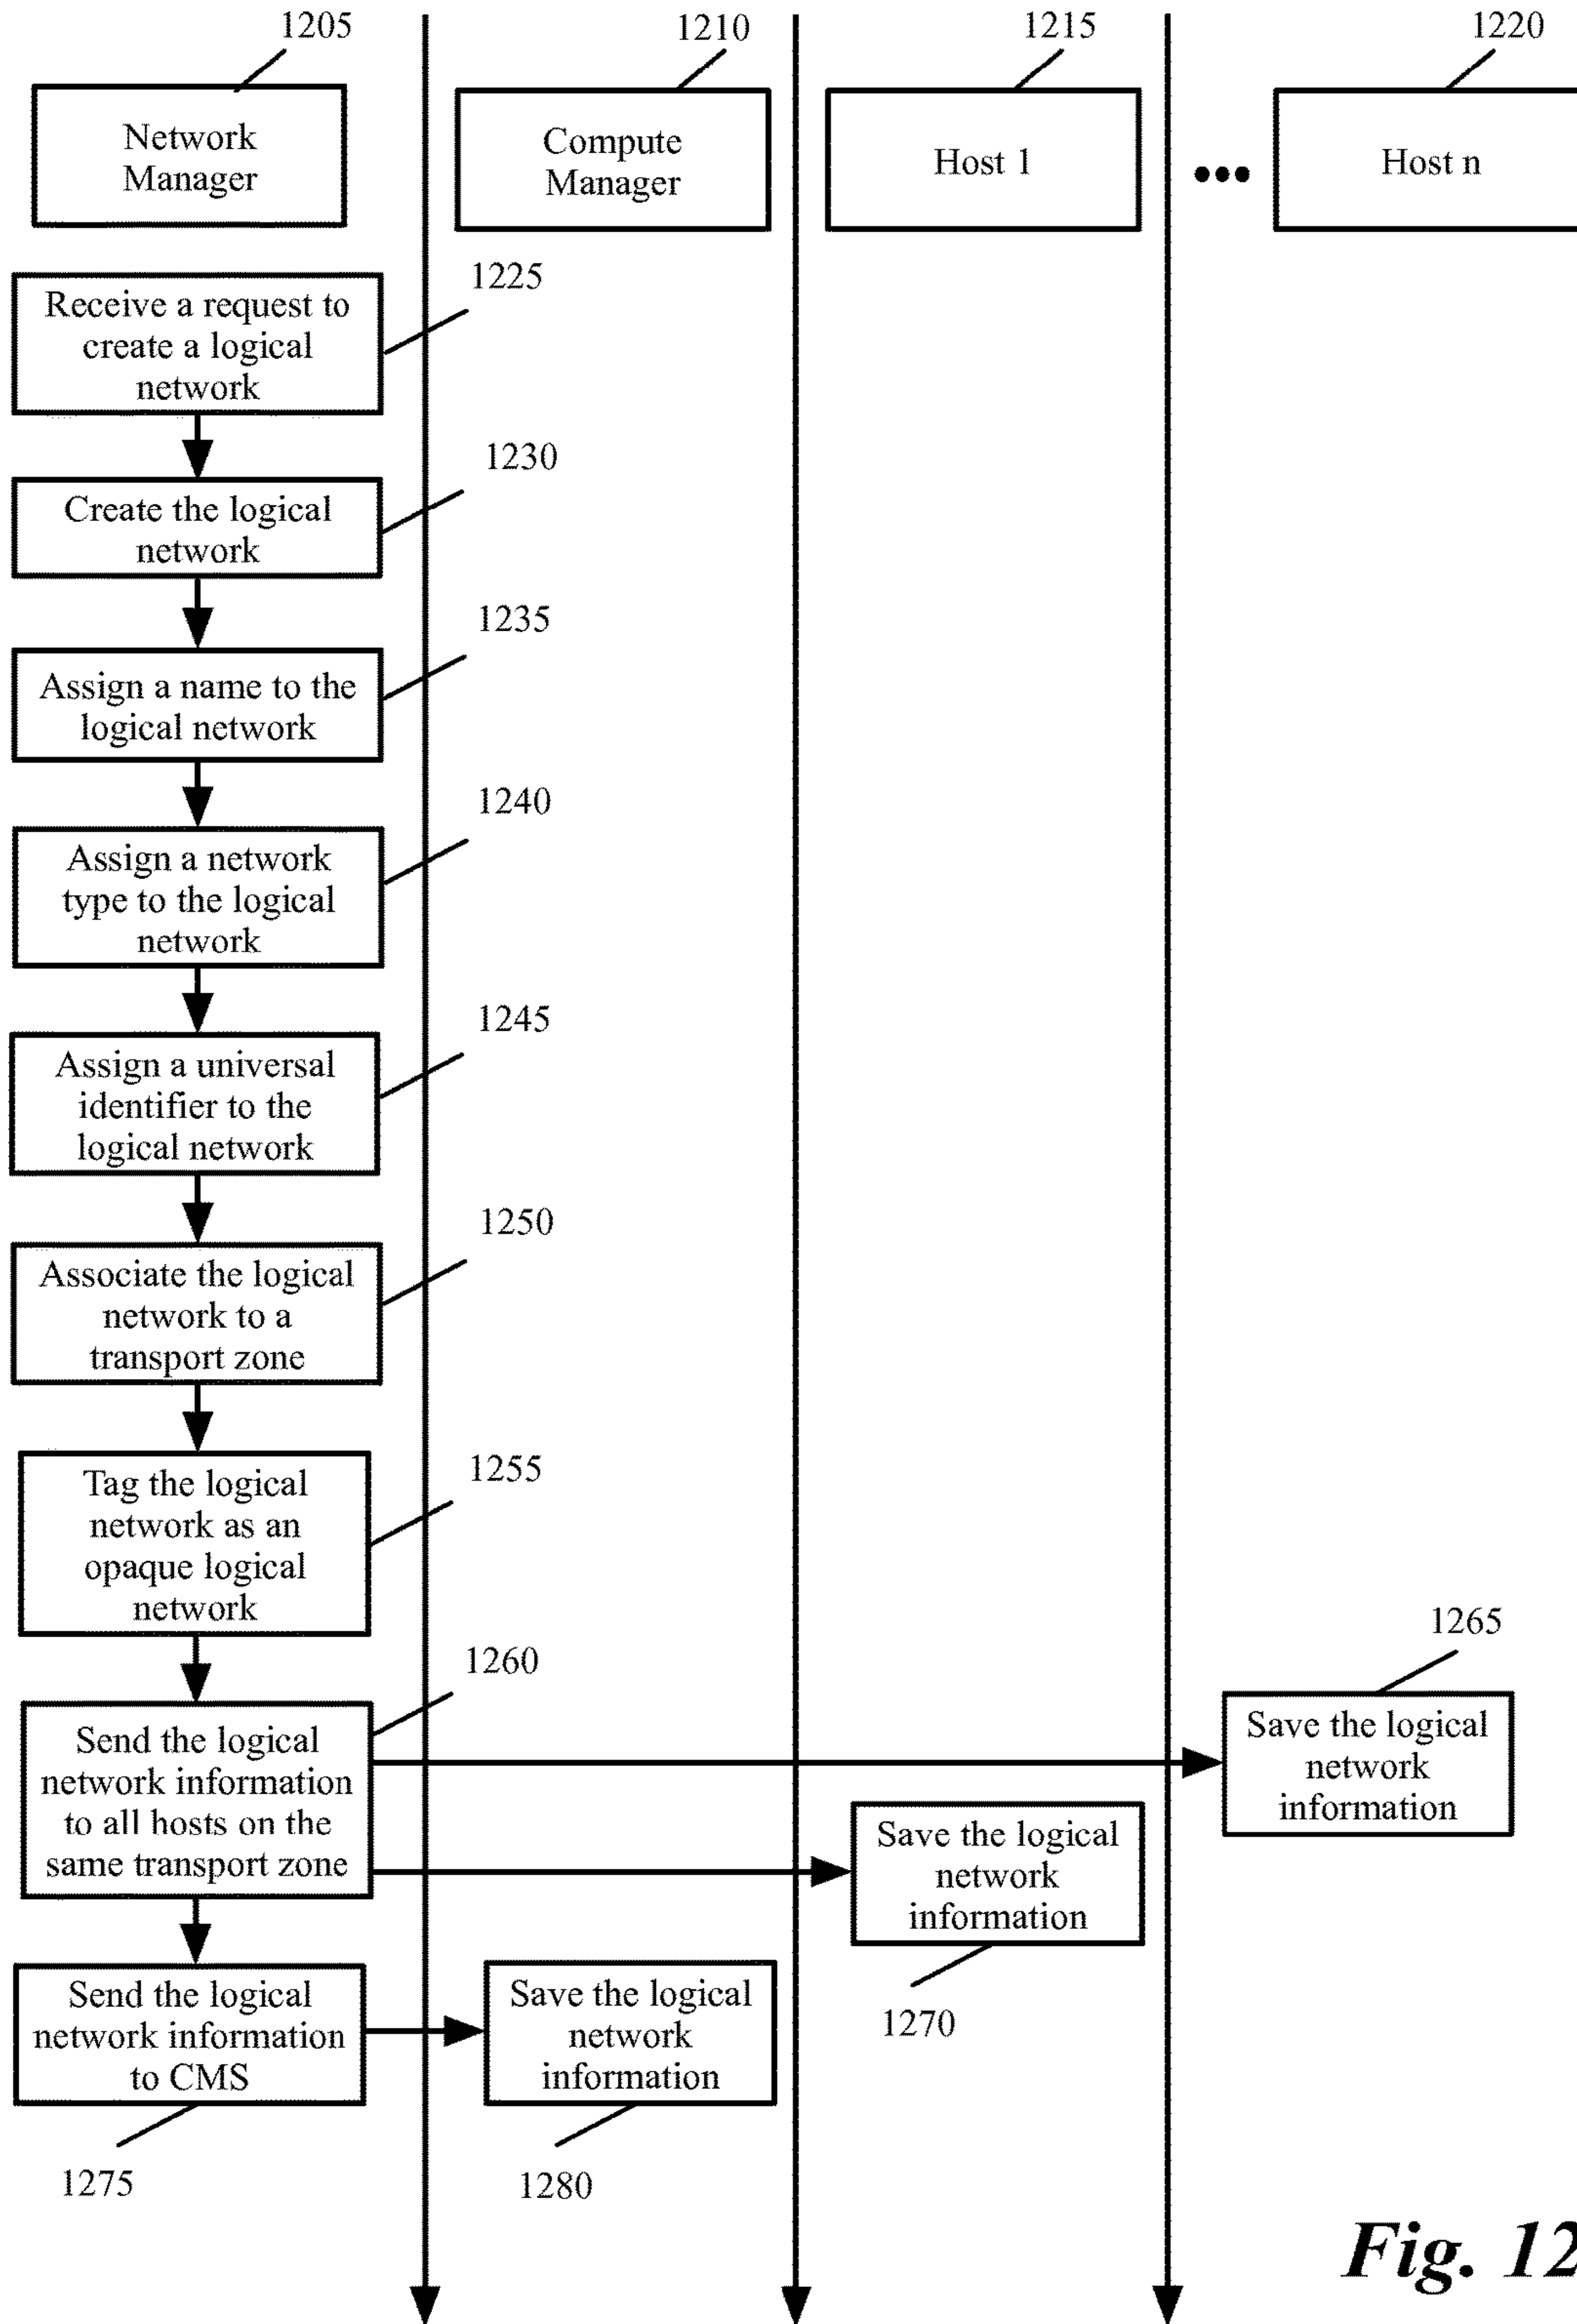 1205
1210
1215
1220
Network
Manager
Compute
Manager
Host 1
Host n
1225
Receive a request to
create a logical
network
1230
Create the logical
network
1235
Assign a name to the
logical network
1240
Assign a network
type to the logical
network
1245
Assign a universal
identifier to the
logical network
1250
Associate the logical
network to a
transport zone
1255
Tag the logical
network as an
opaque logical
network
1260
Send the logical
network information
to all hosts on the
same transport zone
1265
Save the logical
network
information
Save the logical
network
information
1270
Send the logical
network information
to CMS
1275
Save the logical
network
information
1280
Fig. 12